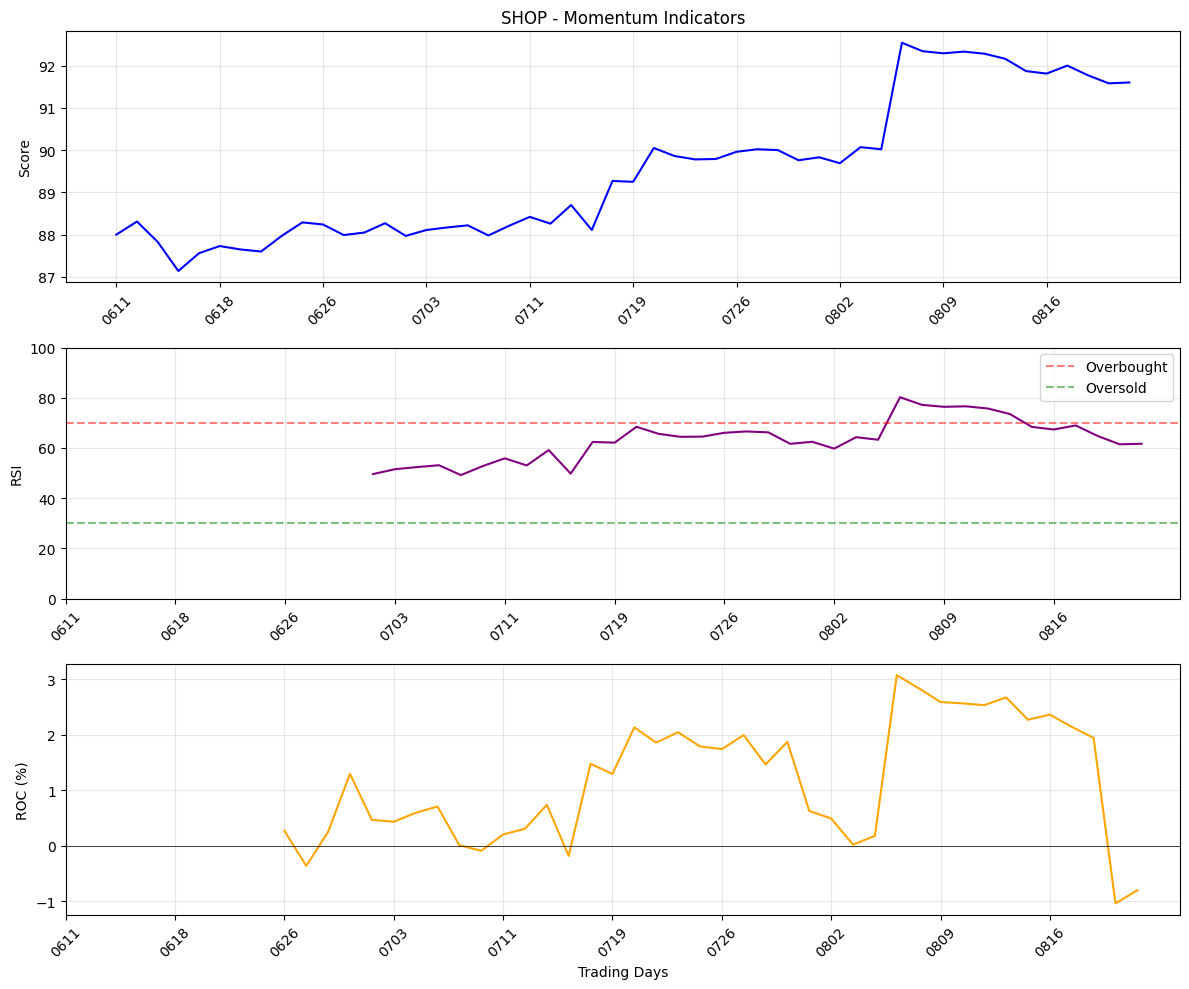 SHOP - Momentum Indicators
Score
92
91
90
89
88
87
0611 0618 0626 0703 0711 0719 0726 0802 0809 0816
RSI
100
80
60
40
20
0
Overbought
Oversold
0611 0618 0626 0703 0711 0719 0726 0802 0809 0816
ROC (%)
3
2
1
0
−1
0611 0618 0626 0703 0711 0719 0726 0802 0809 0816
Trading Days